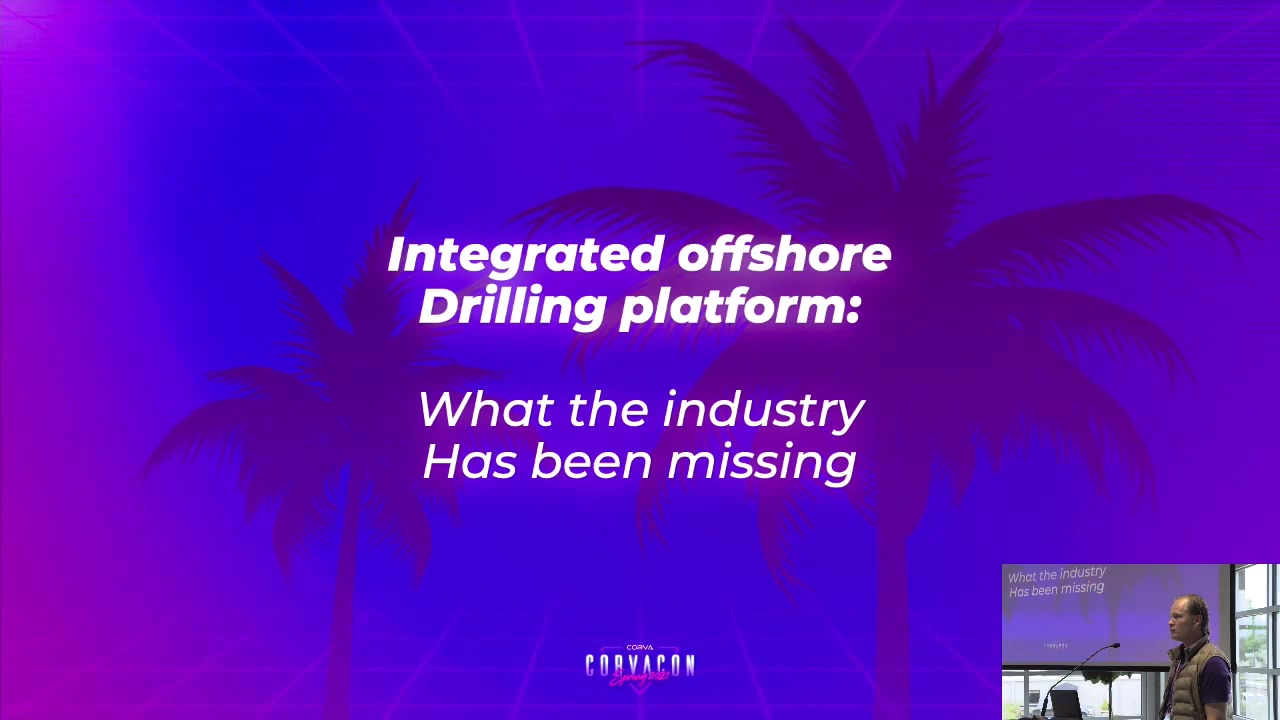 Integrated offshore
Drilling platform:
What the industry
Has been missing
CORVA
CORVACON
What the industry
Has been missing